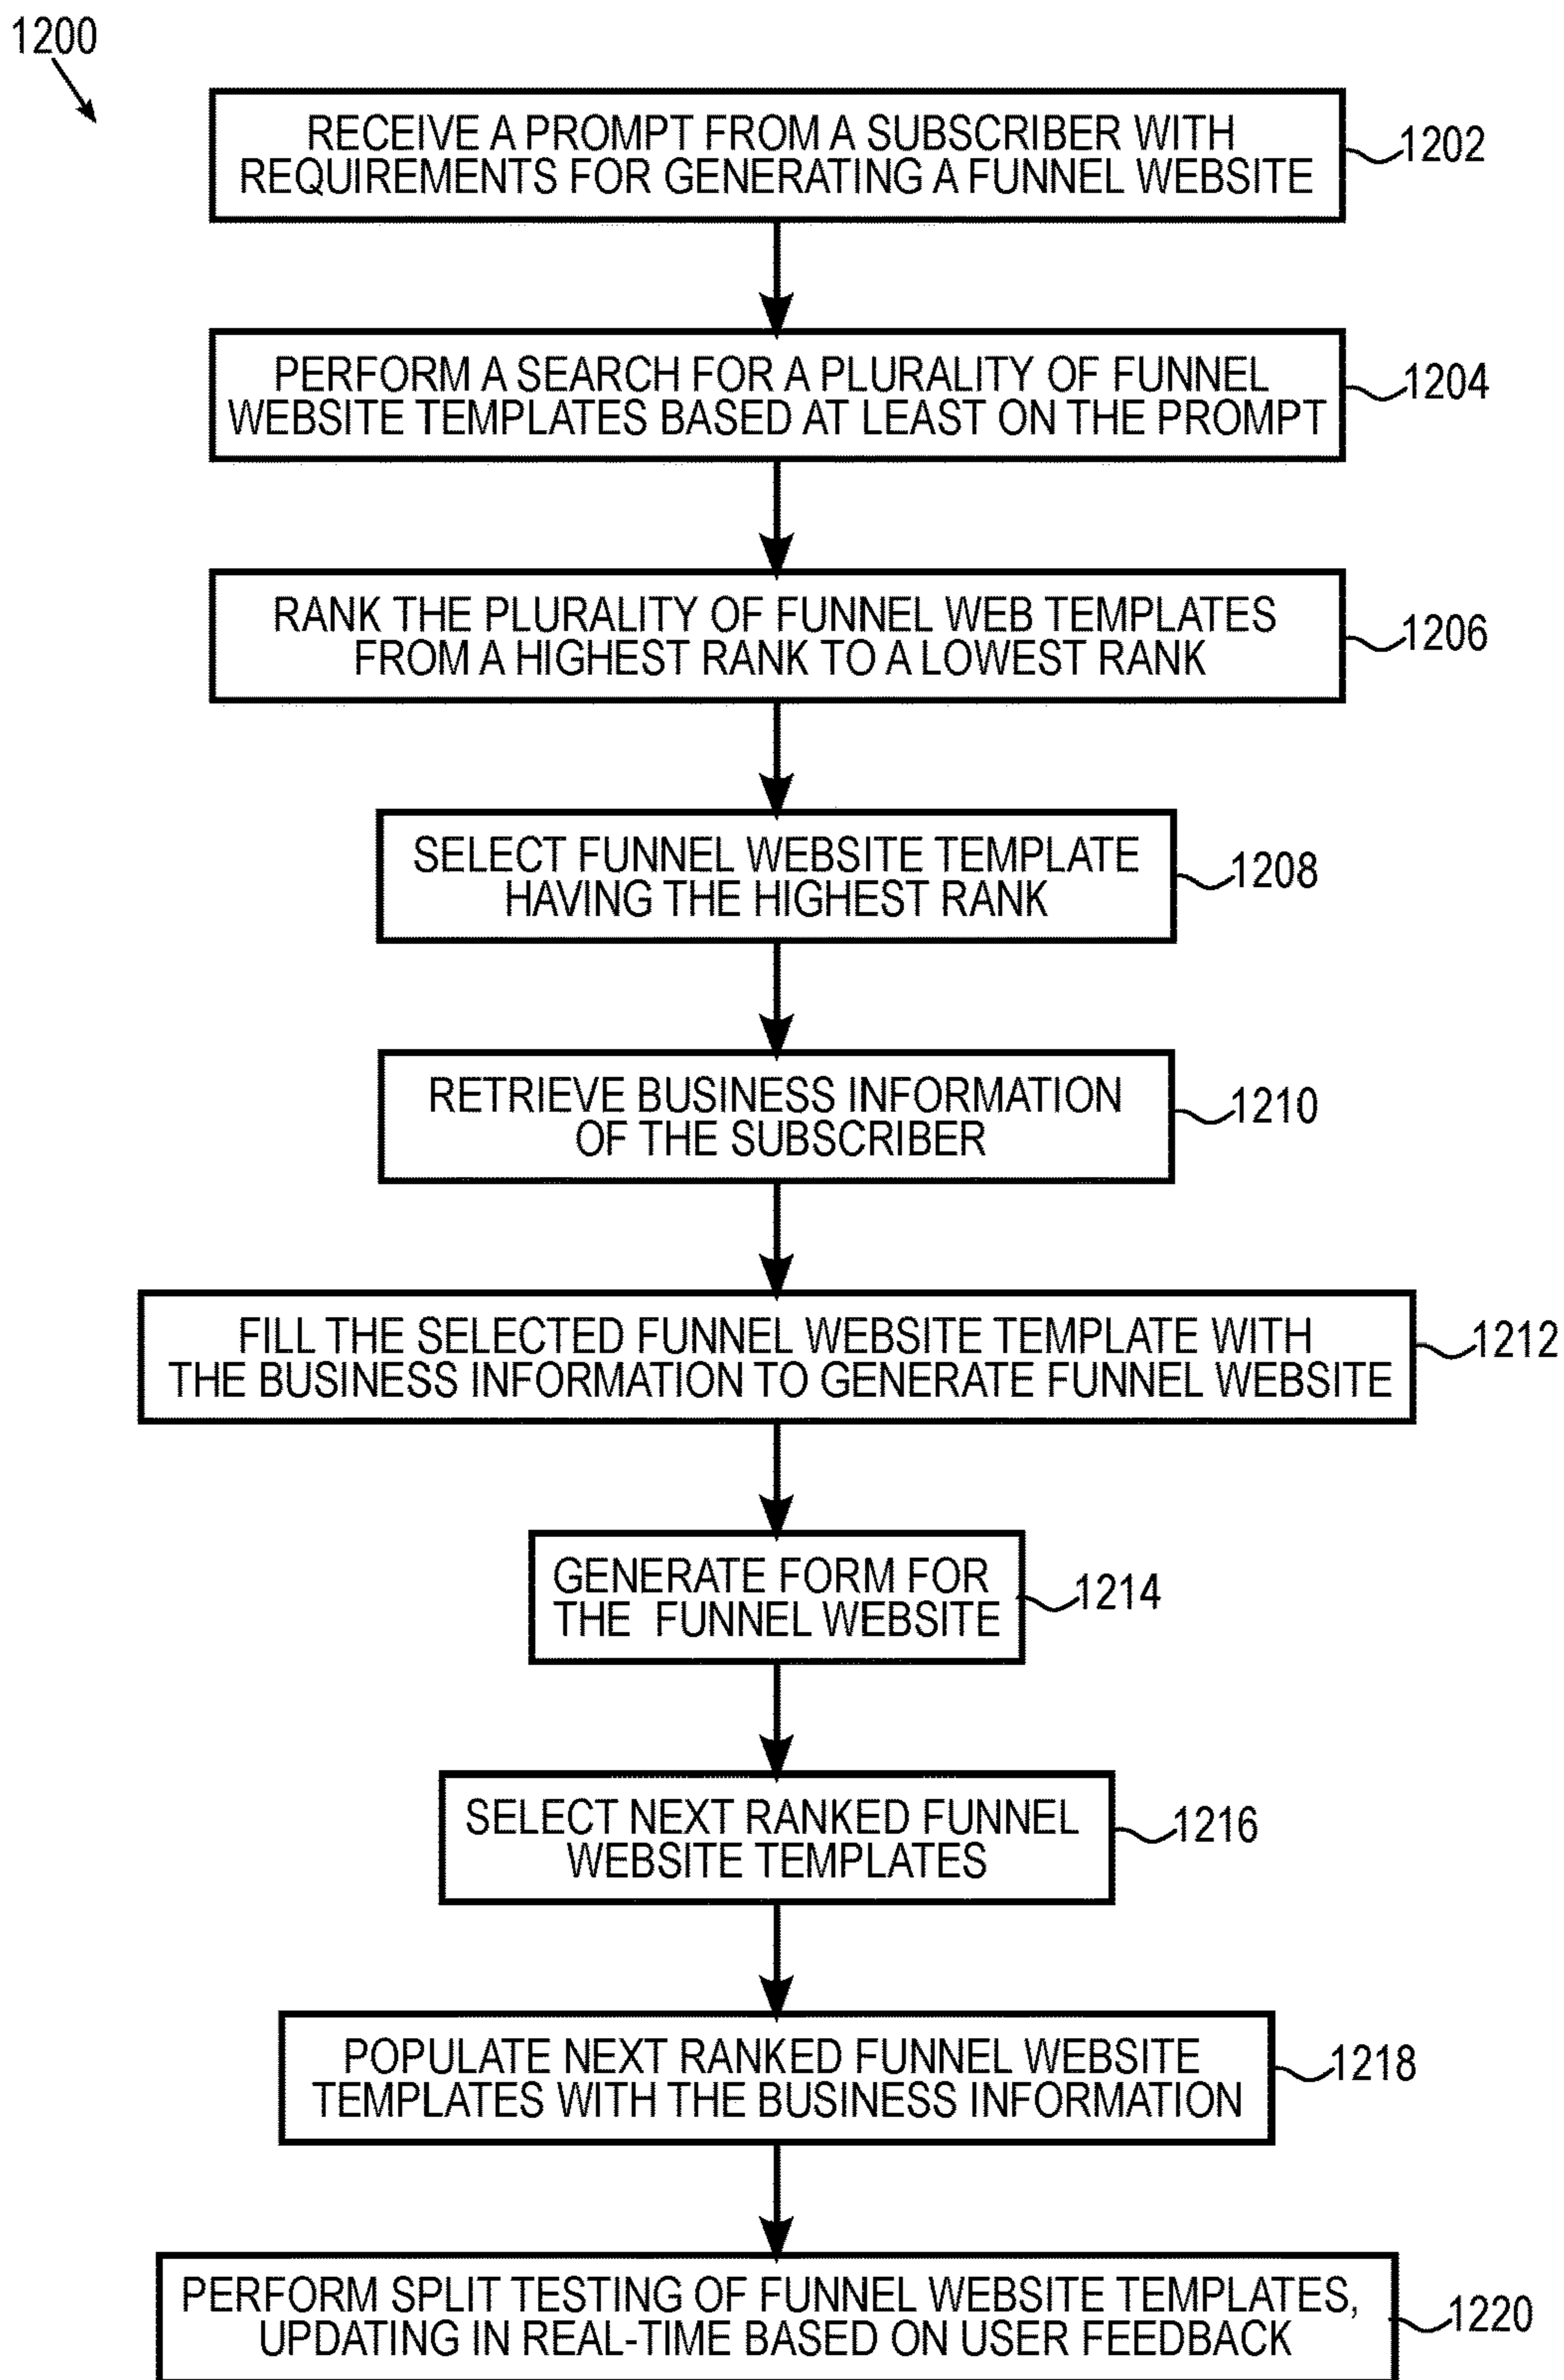 1200
RECEIVE A PROMPT FROM A SUBSCRIBER WITH
REQUIREMENTS FOR GENERATING A FUNNEL WEBSITE
1202
PERFORM A SEARCH FOR A PLURALITY OF FUNNEL
WEBSITE TEMPLATES BASED AT LEAST ON THE PROMPT
1204
RANK THE PLURALITY OF FUNNEL WEB TEMPLATES
FROM A HIGHEST RANK TO A LOWEST RANK
1206
SELECT FUNNEL WEBSITE TEMPLATE
HAVING THE HIGHEST RANK
1208
RETRIEVE BUSINESS INFORMATION
OF THE SUBSCRIBER
1210
FILL THE SELECTED FUNNEL WEBSITE TEMPLATE WITH
THE BUSINESS INFORMATION TO GENERATE FUNNEL WEBSITE
1212
GENERATE FORM FOR
THE FUNNEL WEBSITE
1214
SELECT NEXT RANKED FUNNEL
WEBSITE TEMPLATES
1216
POPULATE NEXT RANKED FUNNEL WEBSITE
TEMPLATES WITH THE BUSINESS INFORMATION
1218
PERFORM SPLIT TESTING OF FUNNEL WEBSITE TEMPLATES,
UPDATING IN REAL-TIME BASED ON USER FEEDBACK
1220